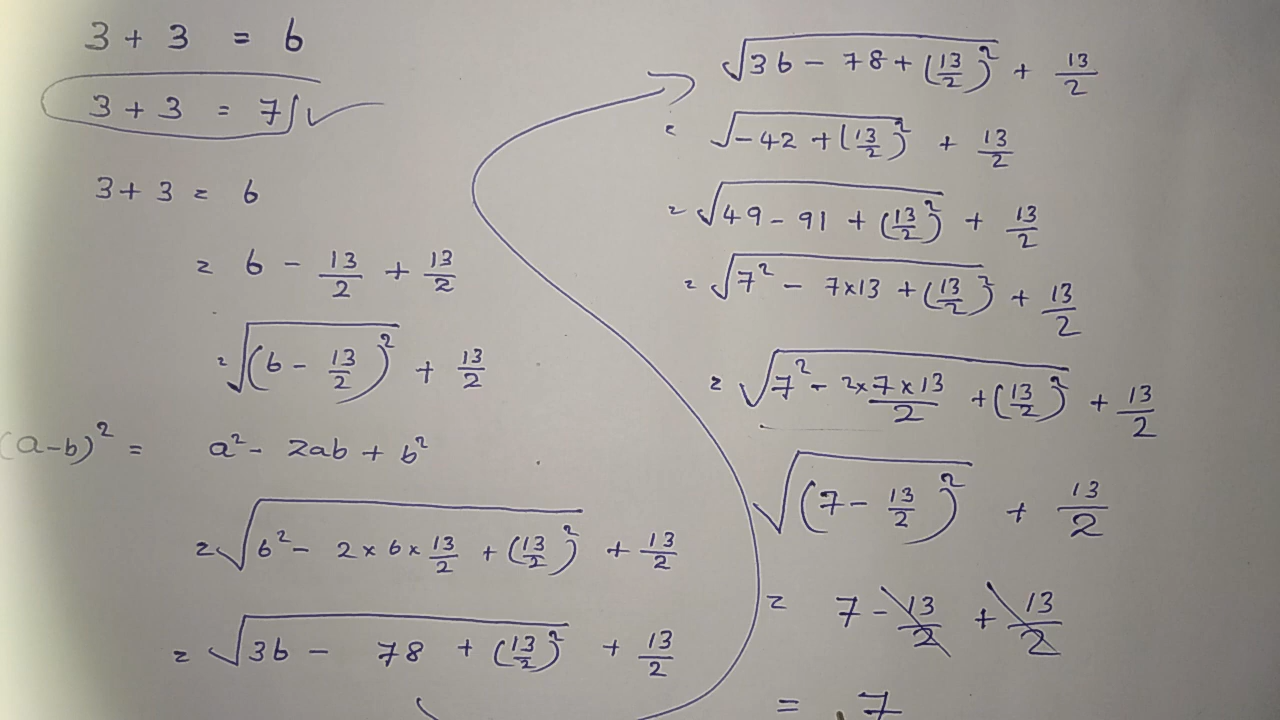 3 + 3 = 6
3 + 3 = 7 ✓
3 + 3 = 6
= 6 - 13/2 + 13/2
= √(6 - 13/2)² + 13/2
(a-b)² = a² - 2ab + b²
= √6² - 2 × 6 × 13/2 + (13/2)² + 13/2
= √36 - 78 + (13/2)² + 13/2
√36 - 78 + (13/2)² + 13/2
= √-42 + (13/2)² + 13/2
= √49 - 91 + (13/2)² + 13/2
= √7² - 7×13 + (13/2)² + 13/2
= √7² - 2×7×13/2 + (13/2)² + 13/2
√(7 - 13/2)² + 13/2
= 7 - 13/2 + 13/2
= 7